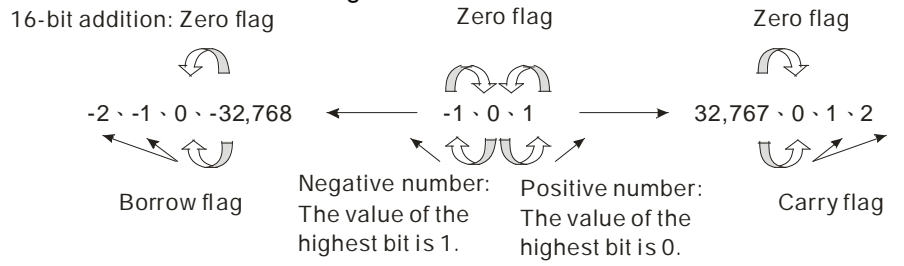 16-bit addition: Zero flag
Zero flag
Zero flag
-2、-1、0、-32,768
-1、0、1
32,767、0、1、2
Borrow flag
Negative number:
The value of the
highest bit is 1.
Positive number:
The value of the
highest bit is 0.
Carry flag